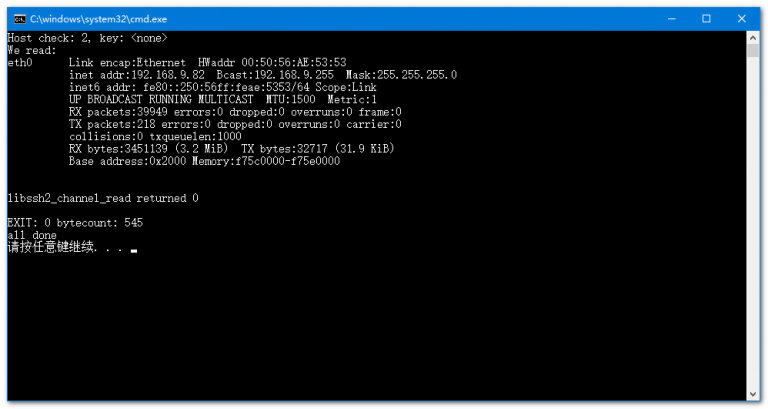 C:\windows\system32\cmd.exe
Host check: 2, key: <none>
We read:
eth0      Link encap:Ethernet  HWaddr 00:50:56:AE:53:53
          inet addr:192.168.9.82  Bcast:192.168.9.255  Mask:255.255.255.0
          inet6 addr: fe80::250:56ff:feae:5353/64 Scope:Link
          UP BROADCAST RUNNING MULTICAST  MTU:1500  Metric:1
          RX packets:39949 errors:0 dropped:0 overruns:0 frame:0
          TX packets:218 errors:0 dropped:0 overruns:0 carrier:0
          collisions:0 txqueuelen:1000
          RX bytes:3451139 (3.2 MiB)  TX bytes:32717 (31.9 KiB)
          Base address:0x2000 Memory:f75c0000-f75e0000
libssh2_channel_read returned 0
EXIT: 0 bytecount: 545
all done
请按任意键继续. . .